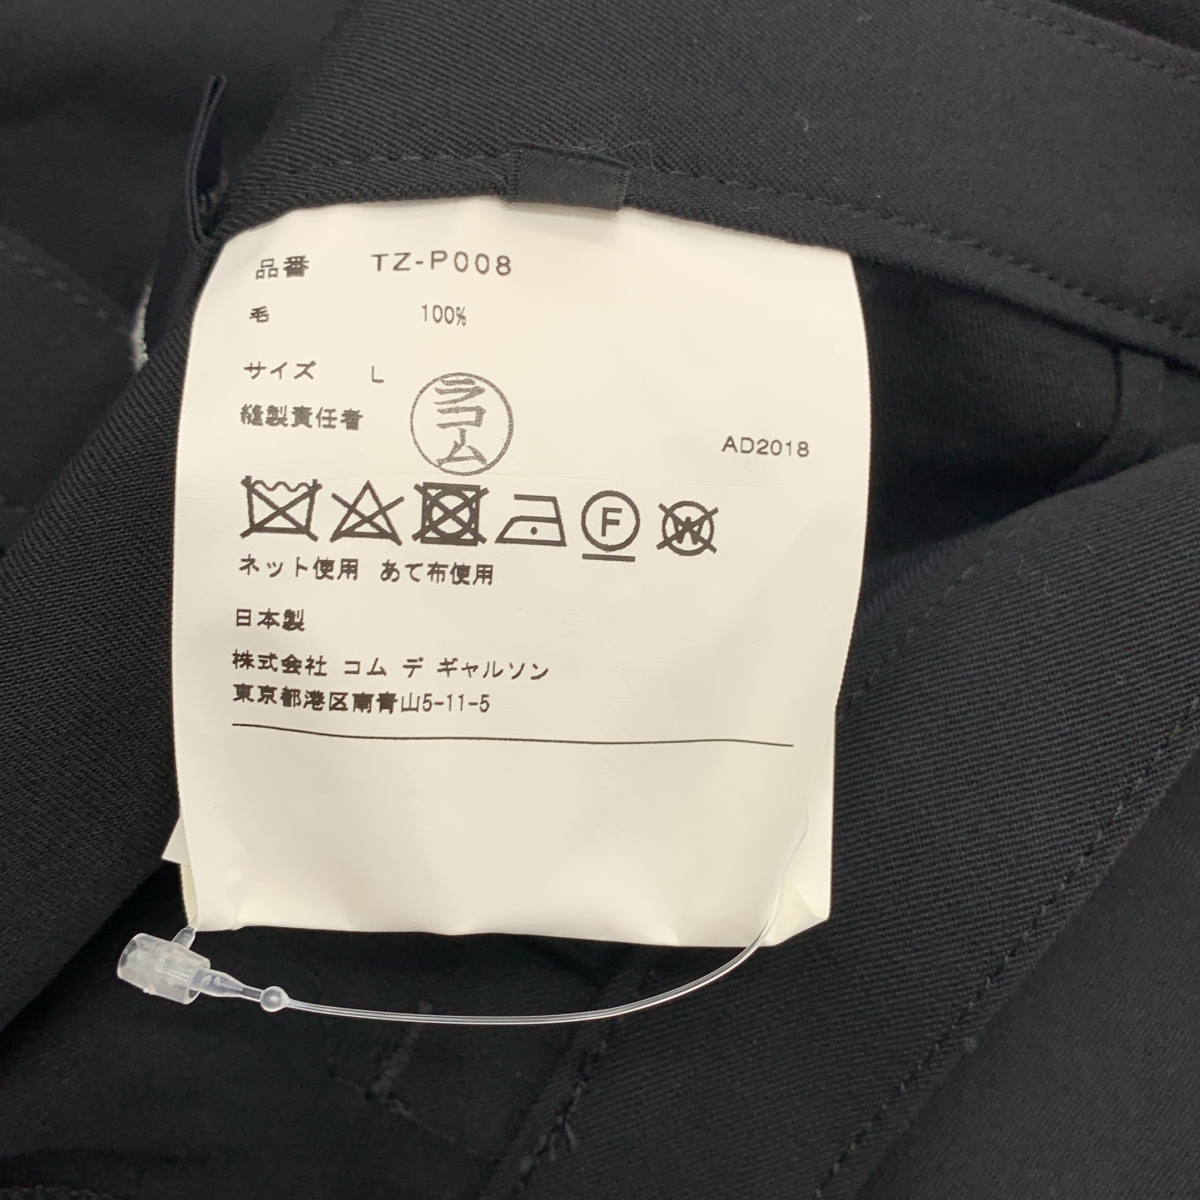 品番 TZ-P008
毛 100%
サイズ L
縫製責任者 ラコム
AD2018
F W
ネット使用 あて布使用
日本製
株式会社 コム デ ギャルソン
東京都港区南青山5-11-5